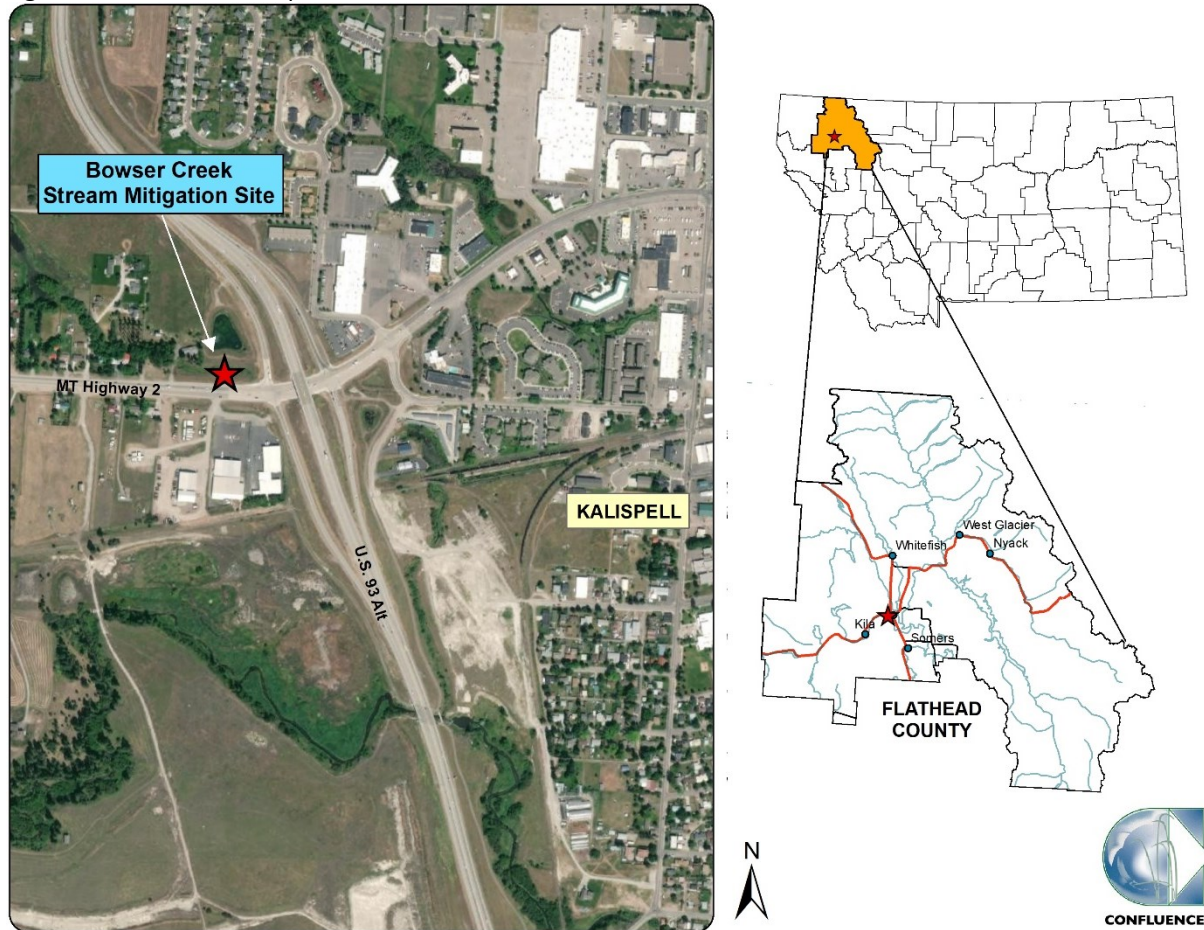 Bowser Creek
Stream Mitigation Site
MT Highway 2
U.S. 93 Alt
KALISPELL
West Glacier
Whitefish
Nyack
Kila
Somers
FLATHEAD
COUNTY
N
CONFLUENCE